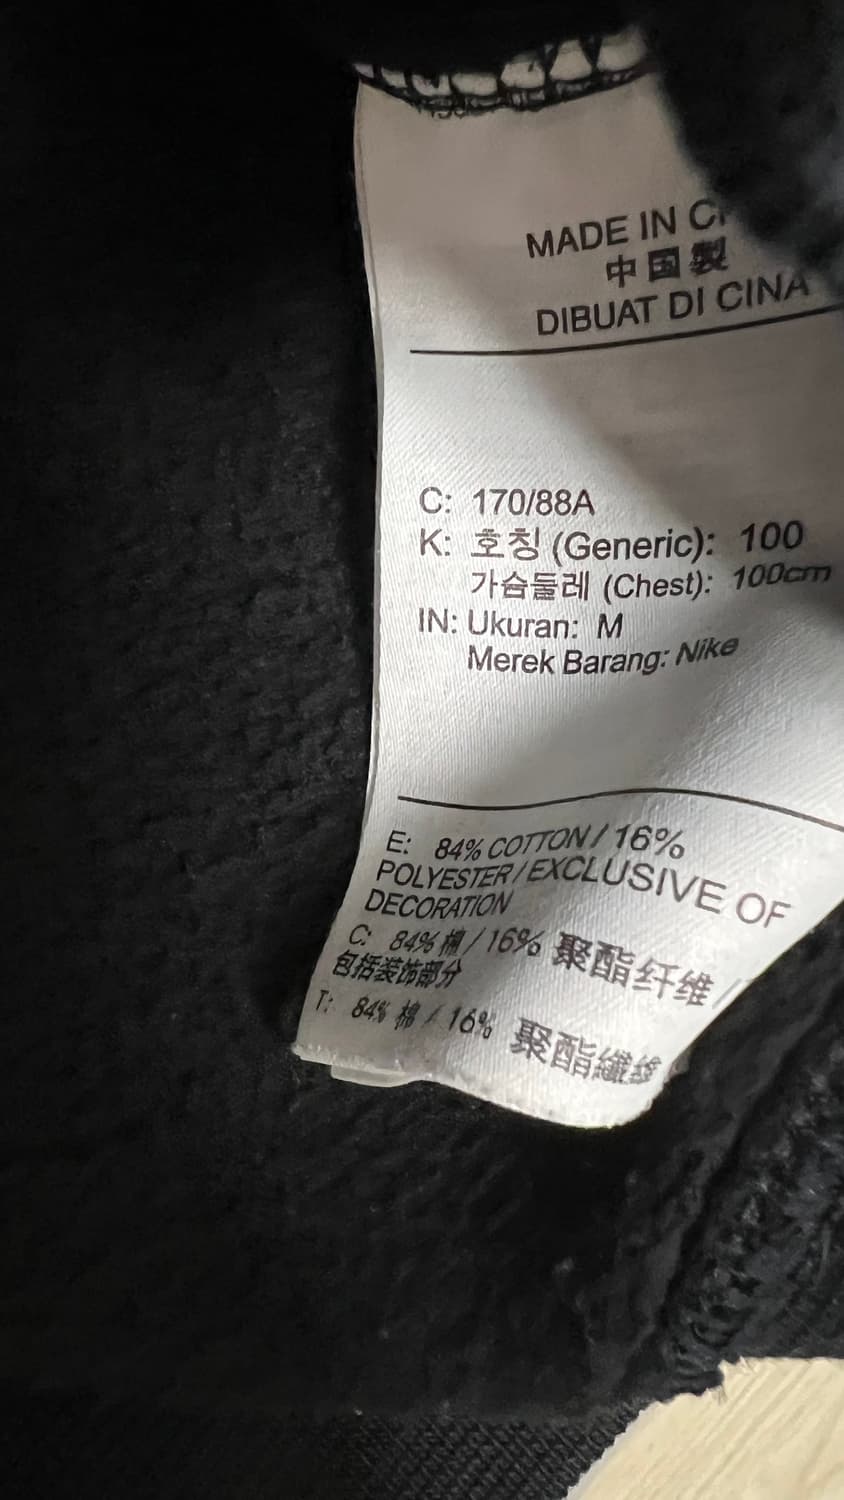 MADE IN
中国製
DIBUAT DI CINA
C: 170/88A
K: 호칭 (Generic): 100
가슴둘레 (Chest): 100cm
IN: Ukuran: M
Merek Barang: Nike
E: 84% COTTON / 16%
POLYESTER / EXCLUSIVE OF
DECORATION
C: 84% 棉 / 16% 聚酯纤维 /
包括装饰部分
T: 84% 棉 / 16% 聚酯纖維